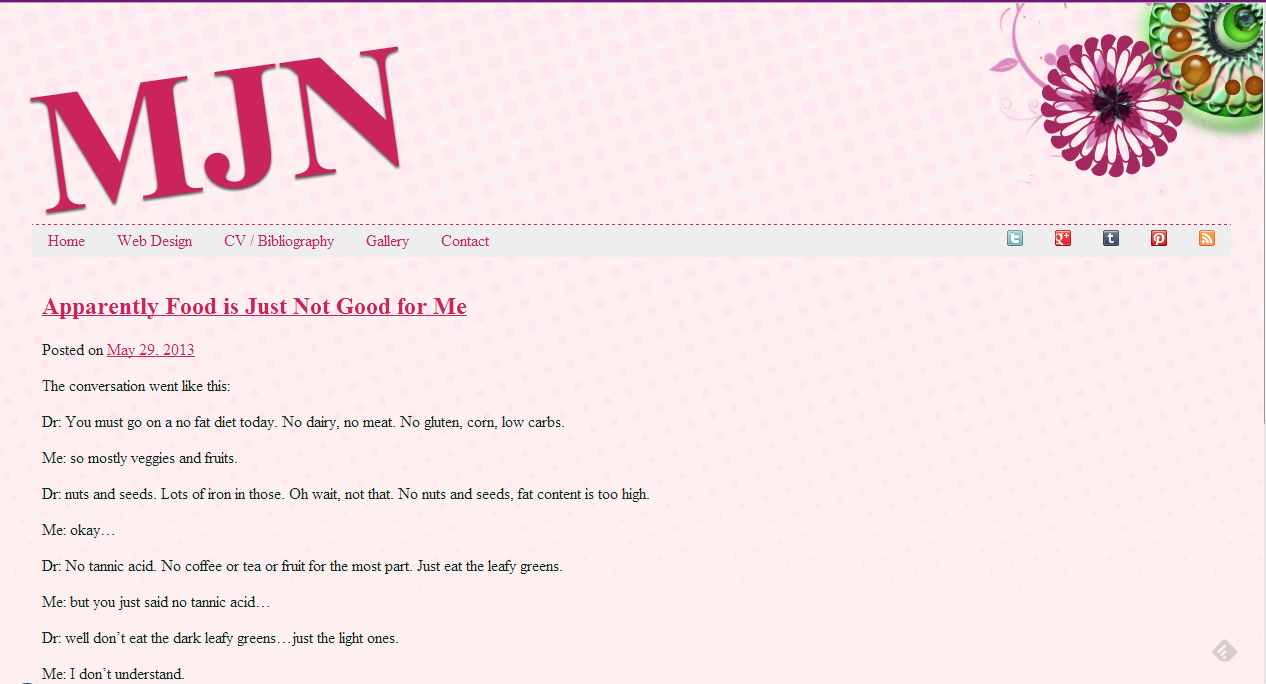 MJN
Home Web Design CV / Bibliography Gallery Contact
Apparently Food is Just Not Good for Me
Posted on May 29, 2013
The conversation went like this:
Dr: You must go on a no fat diet today. No dairy, no meat. No gluten, corn, low carbs.
Me: so mostly veggies and fruits.
Dr: nuts and seeds. Lots of iron in those. Oh wait, not that. No nuts and seeds, fat content is too high.
Me: okay…
Dr: No tannic acid. No coffee or tea or fruit for the most part. Just eat the leafy greens.
Me: but you just said no tannic acid…
Dr: well don’t eat the dark leafy greens…just the light ones.
Me: I don’t understand.